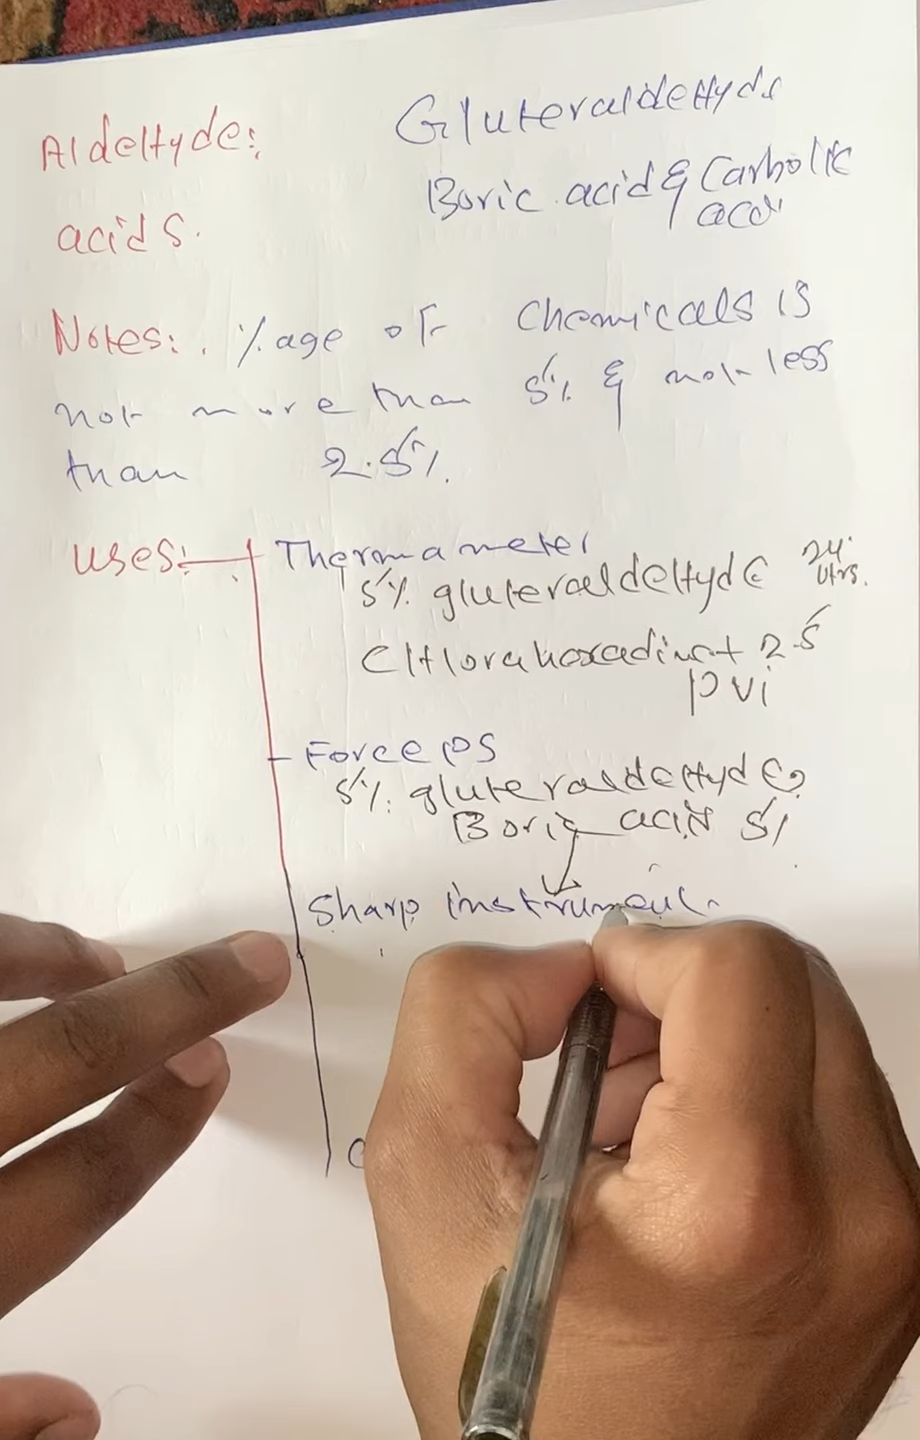 Aldehyde: Gluteraldehyde
Boric acid & Carbolic
acids. acid
Notes: %age of Chemicals is
not more than 5% & not less
than 2.5%.
uses: Thermameter
5% gluteraldehyde 24 Hrs.
2.5
PVI
Forceps
5% gluteraldehyde
Boric acid 5%
Sharp instrument